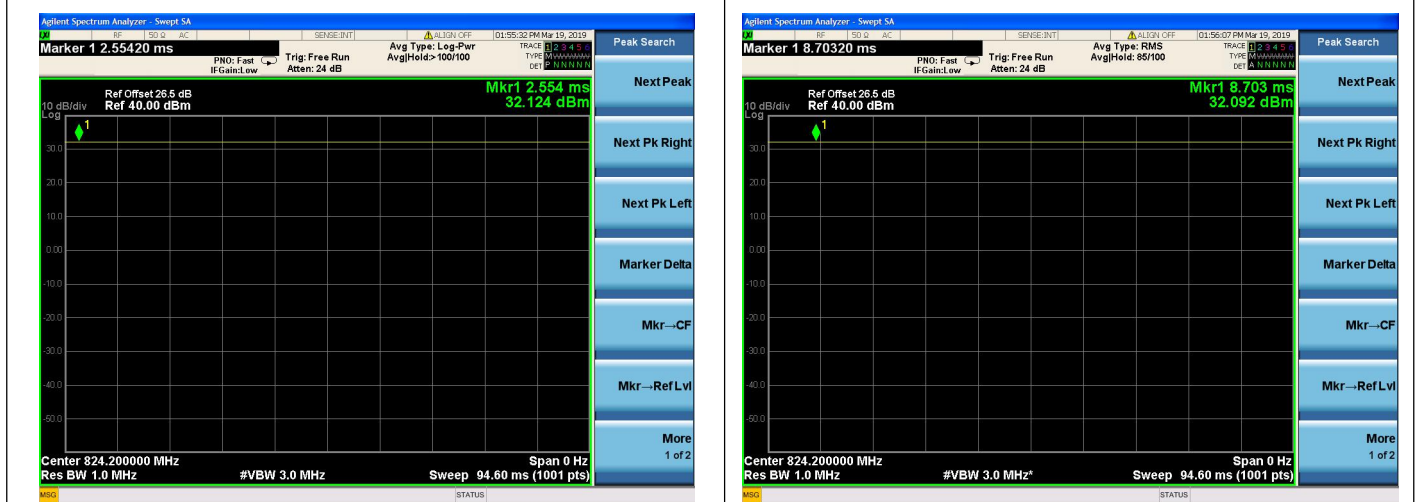 Agilent Spectrum Analyzer - Swept SA
RF 50 Ω AC SENSE:INT ALIGN OFF 01:55:32 PM Mar 19, 2019
Marker 1 2.55420 ms
PNO: Fast
IFGain:Low
Trig: Free Run
Atten: 24 dB
Avg Type: Log-Pwr
Avg|Hold:>100/100
TRACE 1 2 3 4 5 6
TYPE M
DET P N N N N N
Mkr1 2.554 ms
32.124 dBm
Ref Offset 26.5 dB
10 dB/div Ref 40.00 dBm
Log
1
30.0
20.0
10.0
0.00
-10.0
-20.0
-30.0
-40.0
-50.0
Center 824.200000 MHz Span 0 Hz
Res BW 1.0 MHz #VBW 3.0 MHz Sweep 94.60 ms (1001 pts)
MSG STATUS
Peak Search
Next Peak
Next Pk Right
Next Pk Left
Marker Delta
Mkr→CF
Mkr→Ref Lvl
More
1 of 2
Agilent Spectrum Analyzer - Swept SA
RF 50 Ω AC SENSE:INT ALIGN OFF 01:56:07 PM Mar 19, 2019
Marker 1 8.70320 ms
PNO: Fast
IFGain:Low
Trig: Free Run
Atten: 24 dB
Avg Type: RMS
Avg|Hold: 85/100
TRACE 1 2 3 4 5 6
TYPE M
DET A N N N N N
Mkr1 8.703 ms
32.092 dBm
Ref Offset 26.5 dB
10 dB/div Ref 40.00 dBm
Log
1
30.0
20.0
10.0
0.00
-10.0
-20.0
-30.0
-40.0
-50.0
Center 824.200000 MHz Span 0 Hz
Res BW 1.0 MHz #VBW 3.0 MHz* Sweep 94.60 ms (1001 pts)
MSG STATUS
Peak Search
Next Peak
Next Pk Right
Next Pk Left
Marker Delta
Mkr→CF
Mkr→Ref Lvl
More
1 of 2